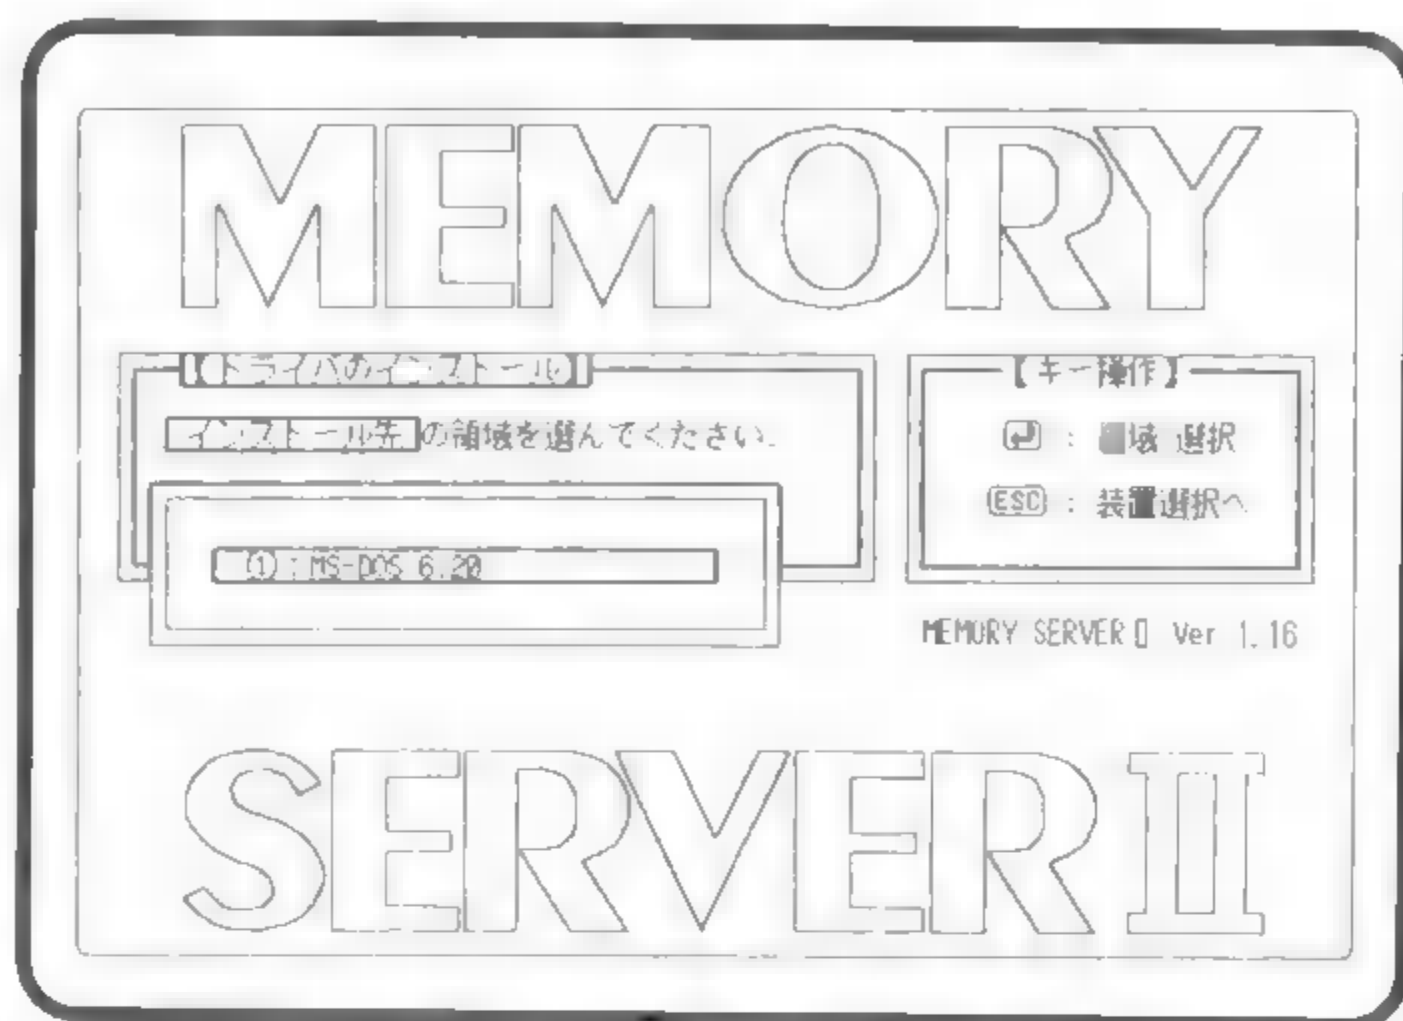 MEMORY
【ドライバのインストール】
インストール先 の領域を選んでください.
(1) : MS-DOS 6.20
【キー操作】
↵ : 領域 選択
ESC : 装置選択へ
MEMORY SERVER II Ver 1.16
SERVER II